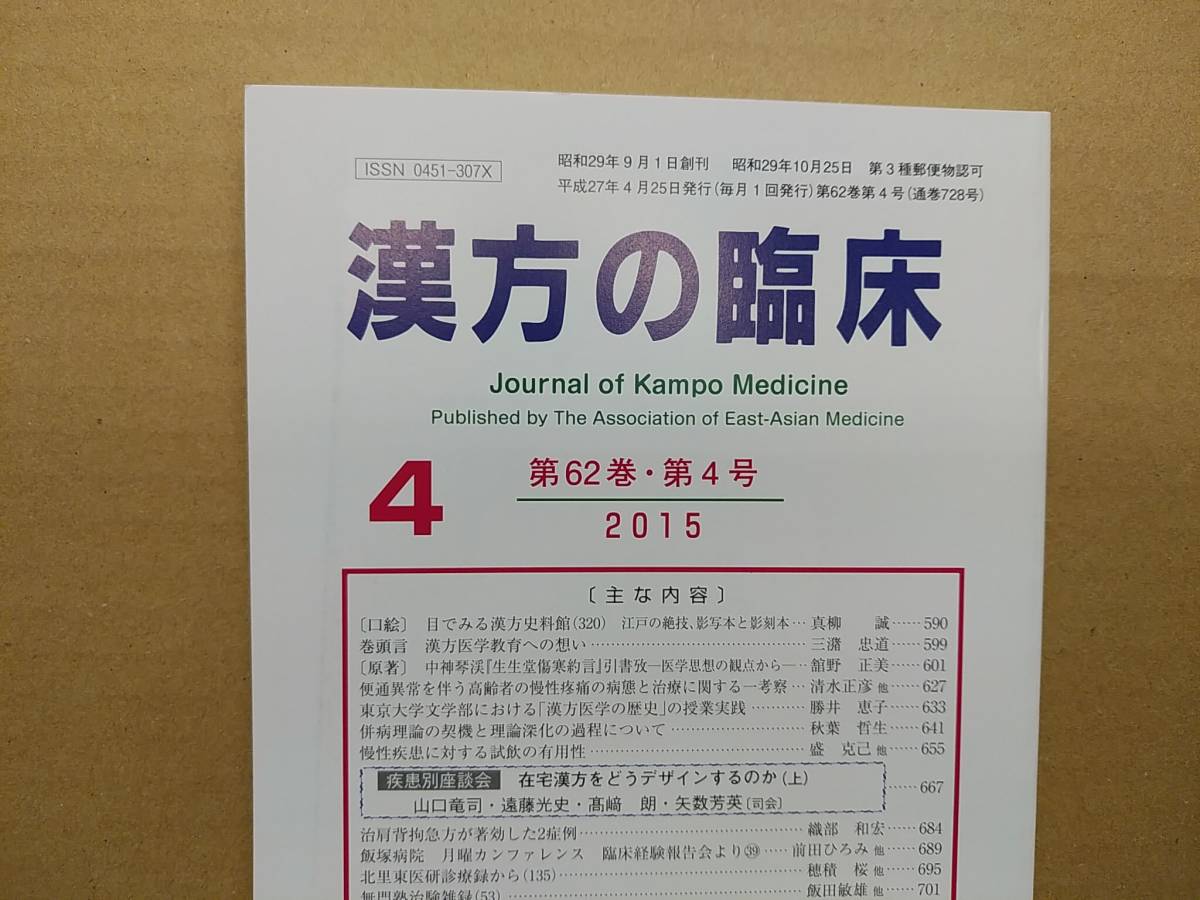 ISSN 0451-307X
昭和29年9月1日創刊 昭和29年10月25日 第3種郵便物認可
平成27年4月25日発行(毎月1回発行)第62巻第4号(通巻728号)
漢方の臨床
Journal of Kampo Medicine
Published by The Association of East-Asian Medicine
4
第62巻・第4号
2015
〔主な内容〕
〔口絵〕 目でみる漢方史料館(320) 江戸の絶技、影写本と影刻本…真柳 誠……590
巻頭言 漢方医学教育への想い……三潴 忠道……599
〔原著〕 中神琴渓『生生堂傷寒約言』引書攷―医学思想の観点から―…舘野 正美……601
便通異常を伴う高齢者の慢性疼痛の病態と治療に関する一考察…清水正彦 他……627
東京大学文学部における「漢方医学の歴史」の授業実践……勝井 恵子……633
併病理論の契機と理論深化の過程について……秋葉 哲生……641
慢性疾患に対する試飲の有用性……盛 克己 他……655
疾患別座談会 在宅漢方をどうデザインするのか(上)……667
山口竜司・遠藤光史・髙﨑 朗・矢数芳英〔司会〕
治肩背拘急方が著効した2症例……織部 和宏……684
飯塚病院 月曜カンファレンス 臨床経験報告会より㊴……前田ひろみ 他……689
北里東医研診療録から(135)……穂積 桜 他……695
無門塾治験雑録(53)……飯田敏雄 他……701